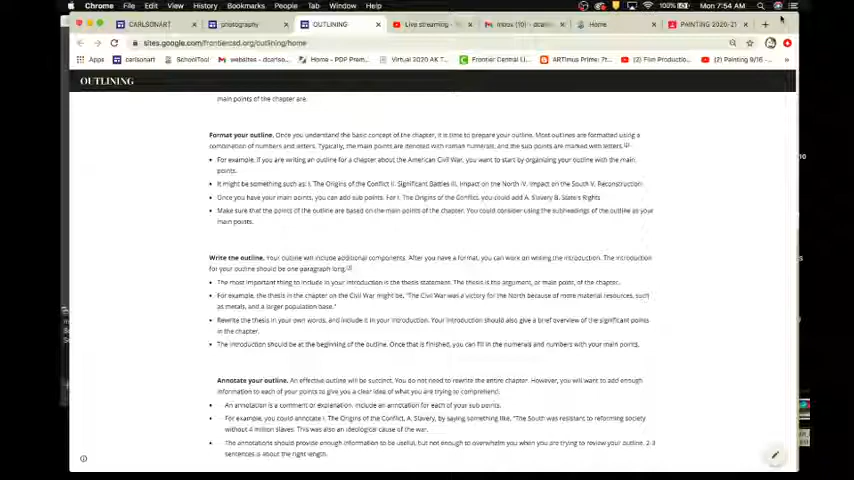 Chrome File Edit View History Bookmarks People Tab Window Help 100% Mon 7:54 AM
CARLSONART photography OUTLINING Live streaming - Inbox (10) - dcarl Home PAINTING 2020-21
sites.google.com/frontiercsd.org/outlining/home
Apps carlsonart SchoolTool websites - dcarlso... Home - PDP Prem... Virtual 2020 AK T... Frontier Central Li... ARTimus Prime: 7t... (2) Film Productio... (2) Painting 9/16 -...
OUTLINING
main points of the chapter are.
Format your outline. Once you understand the basic concept of the chapter, it is time to prepare your outline. Most outlines are formatted using a
combination of numbers and letters. Typically, the main points are denoted with roman numerals, and the sub points are marked with letters.
For example, if you are writing an outline for a chapter about the American Civil War, you want to start by organizing your outline with the main
points.
It might be something such as: I. The Origins of the Conflict II. Significant Battles III. Impact on the North IV. Impact on the South V. Reconstruction.
Once you have your main points, you can add sub points. For I. The Origins of the Conflict, you could add A. Slavery B. State's Rights
Make sure that the points of the outline are based on the main points of the chapter. You could consider using the subheadings of the outline as your
main points.
Write the outline. Your outline will include additional components. After you have a format, you can work on writing the introduction. The introduction
for your outline should be one paragraph long.
The most important thing to include in your introduction is the thesis statement. The thesis is the argument, or main point, of the chapter.
For example, the thesis in the chapter on the Civil War might be, "The Civil War was a victory for the North because of more material resources, such
as metals, and a larger population base."
Rewrite the thesis in your own words, and include it in your introduction. Your introduction should also give a brief overview of the significant points
in the chapter.
The introduction should be at the beginning of the outline. Once that is finished, you can fill in the numerals and numbers with your main points.
Annotate your outline. An effective outline will be succinct. You do not need to rewrite the entire chapter. However, you will want to add enough
information to each of your points to give you a clear idea of what you are trying to comprehend.
An annotation is a comment or explanation. Include an annotation for each of your sub points.
For example, you could annotate I. The Origins of the Conflict, A. Slavery, by saying something like, "The South was resistant to reforming society
without 4 million slaves. This was also an ideological cause of the war.
The annotations should provide enough information to be useful, but not enough to overwhelm you when you are trying to review your outline. 2-3
sentences is about the right length.